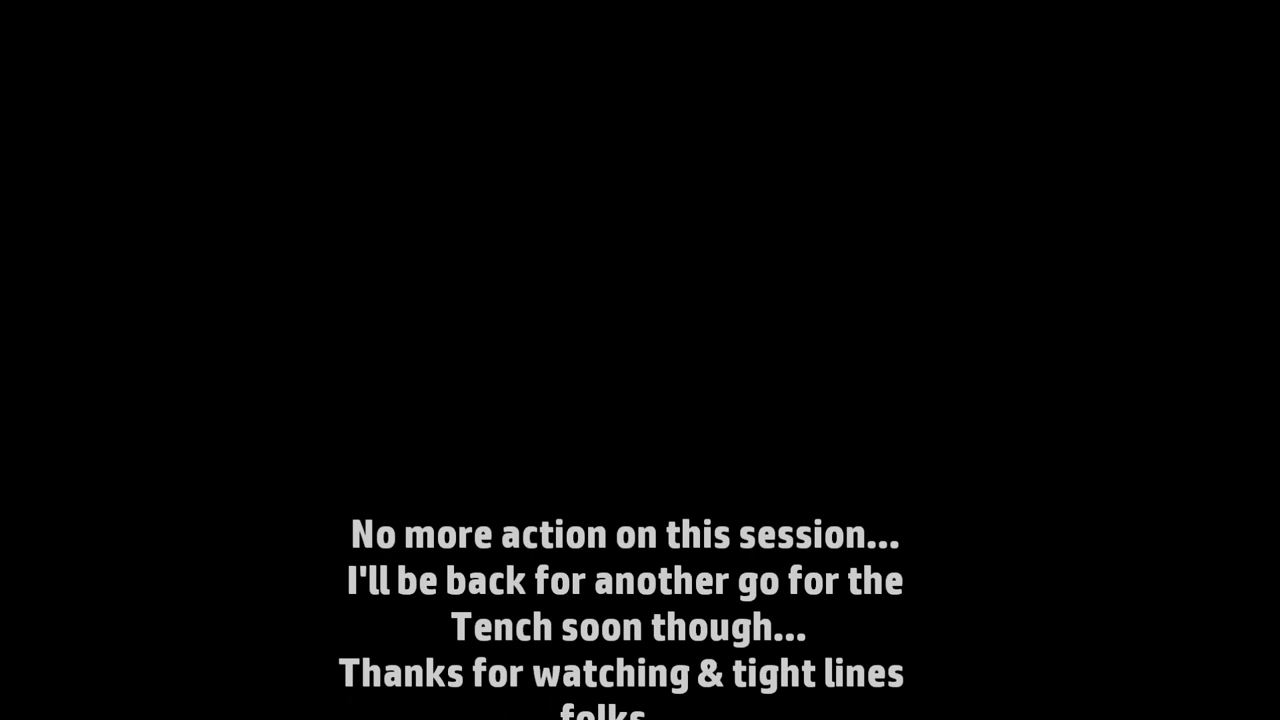 No more action on this session...
I'll be back for another go for the
Tench soon though...
Thanks for watching & tight lines
folks